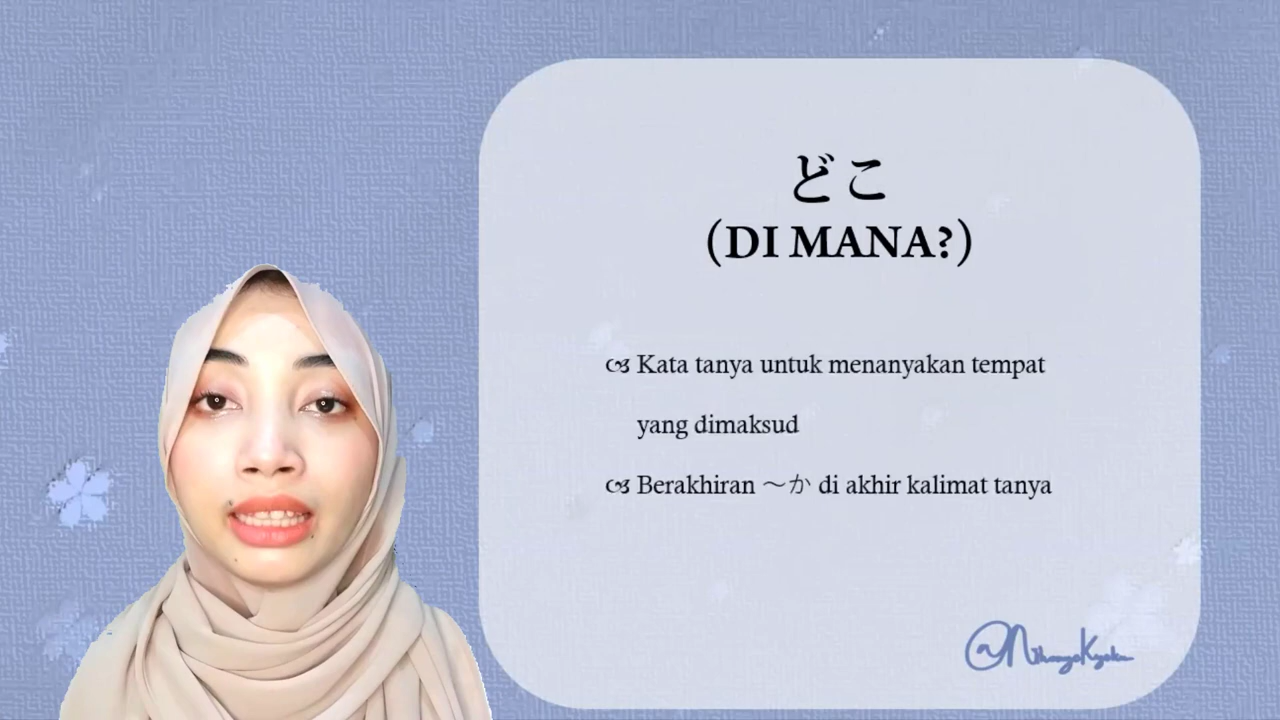 どこ
(DI MANA?)
Kata tanya untuk menanyakan tempat
yang dimaksud
Berakhiran ～か di akhir kalimat tanya